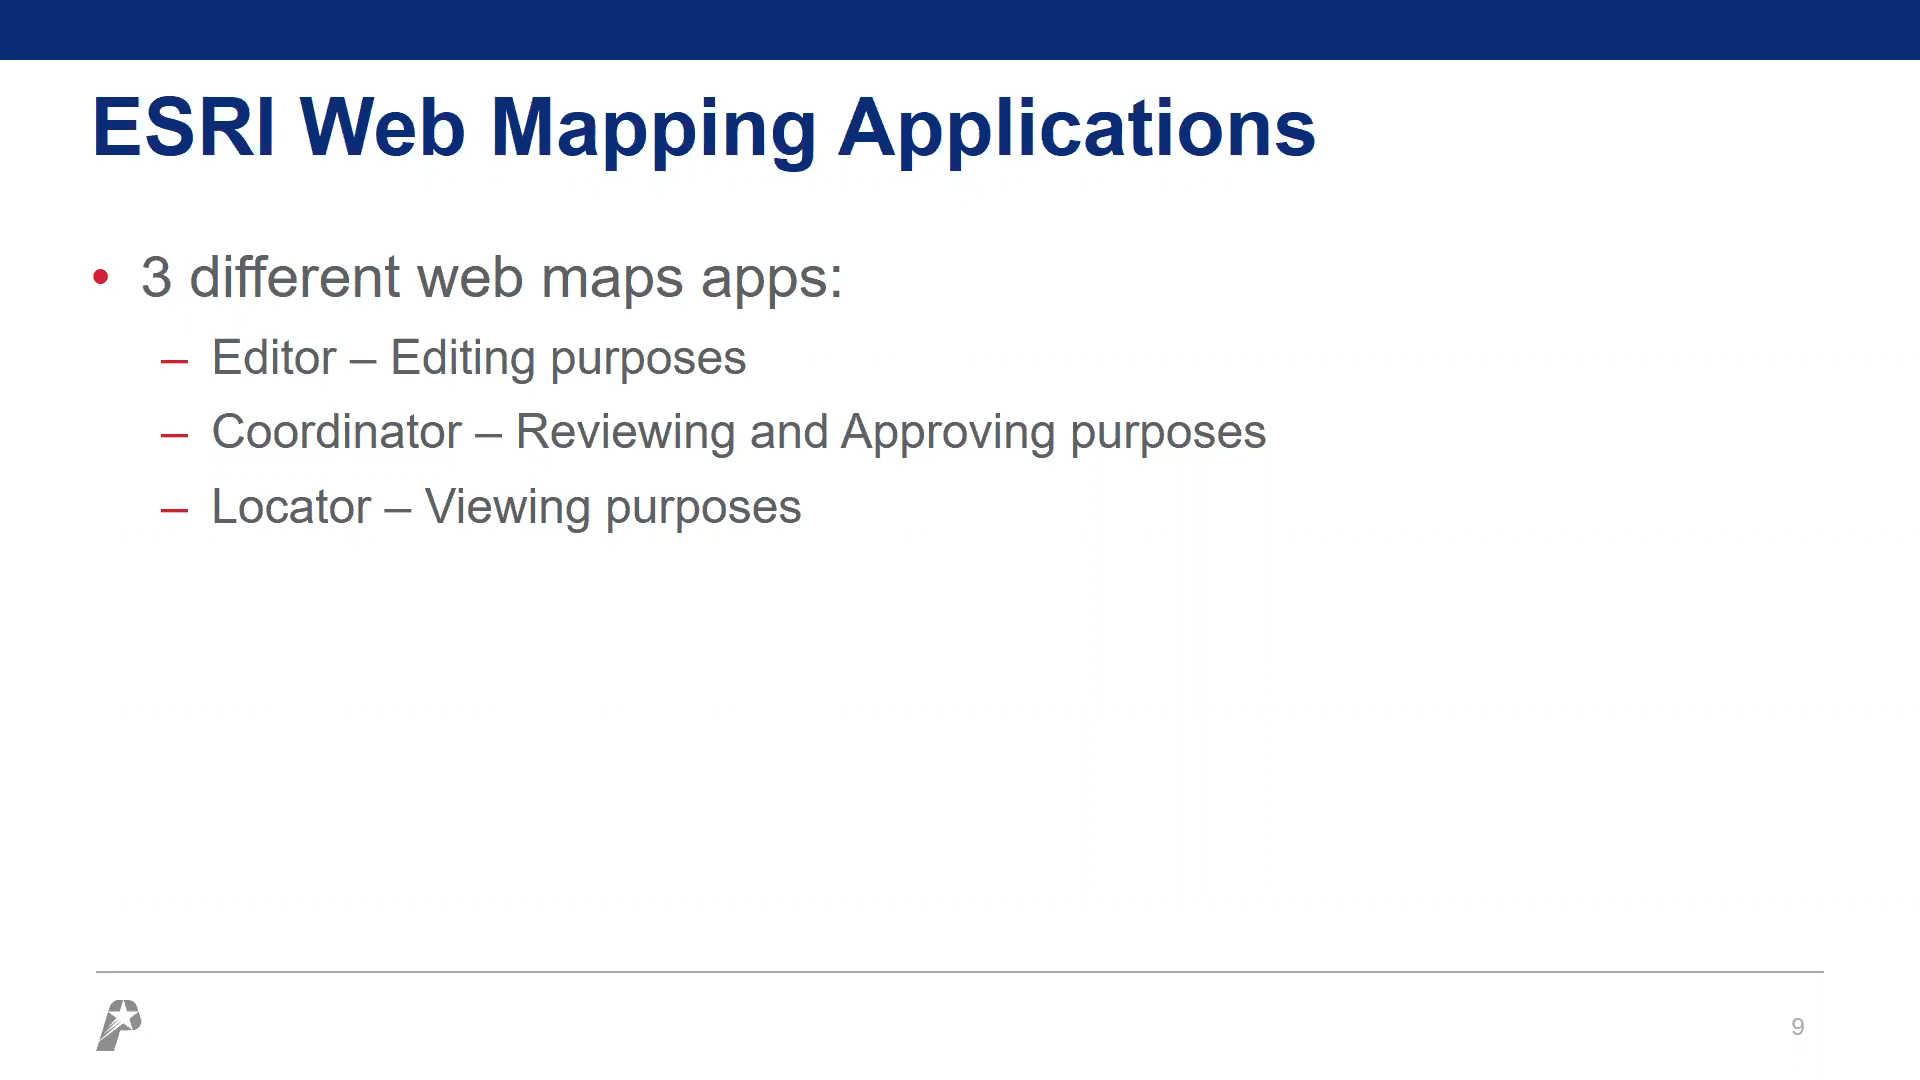 ESRI Web Mapping Applications
• 3 different web maps apps:
– Editor – Editing purposes
– Coordinator – Reviewing and Approving purposes
– Locator – Viewing purposes
9